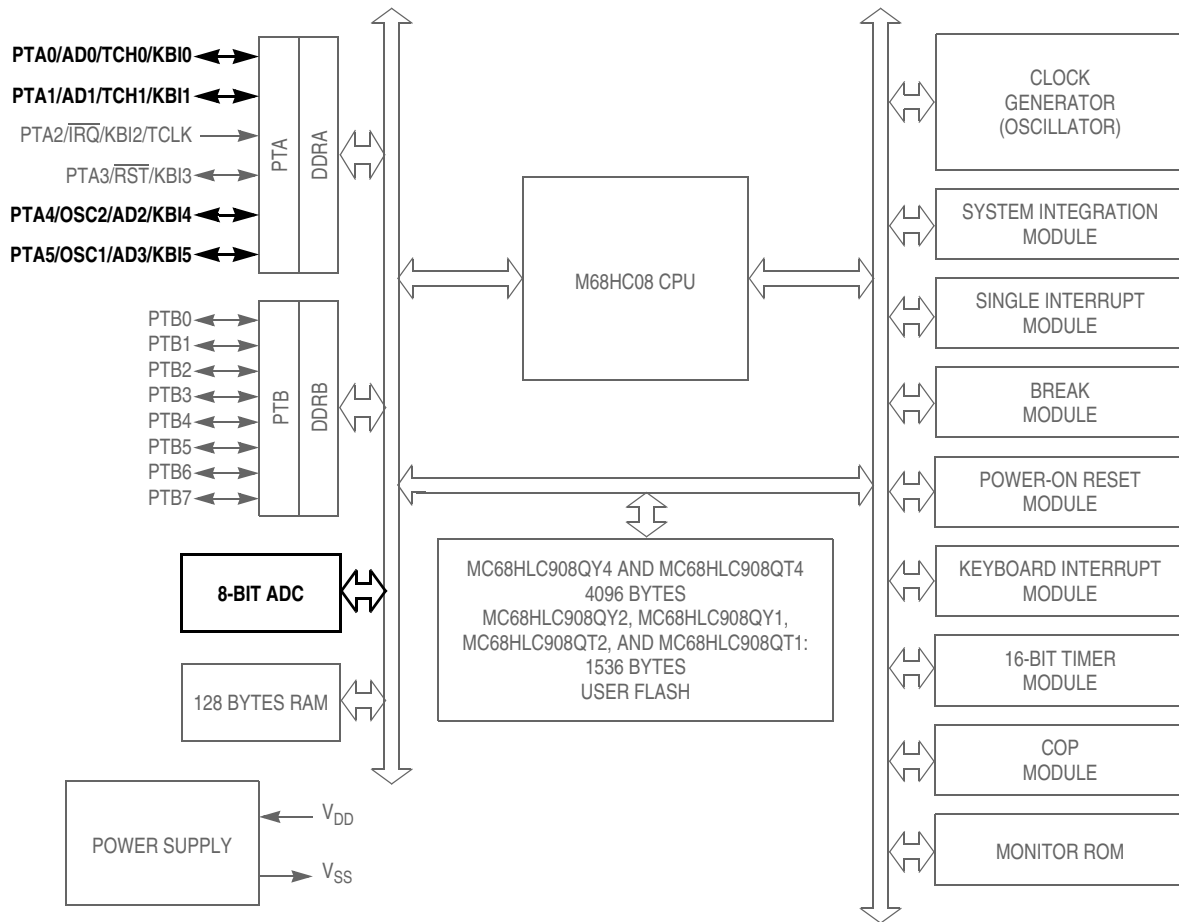 PTA0/AD0/TCH0/KBI0
PTA1/AD1/TCH1/KBI1
PTA2/IRQ/KBI2/TCLK
PTA3/RST/KBI3
PTA4/OSC2/AD2/KBI4
PTA5/OSC1/AD3/KBI5
PTA
DDRA
PTB0
PTB1
PTB2
PTB3
PTB4
PTB5
PTB6
PTB7
PTB
DDRB
8-BIT ADC
128 BYTES RAM
POWER SUPPLY
VDD
VSS
M68HC08 CPU
MC68HLC908QY4 AND MC68HLC908QT4
4096 BYTES
MC68HLC908QY2, MC68HLC908QY1,
MC68HLC908QT2, AND MC68HLC908QT1:
1536 BYTES
USER FLASH
CLOCK
GENERATOR
(OSCILLATOR)
SYSTEM INTEGRATION
MODULE
SINGLE INTERRUPT
MODULE
BREAK
MODULE
POWER-ON RESET
MODULE
KEYBOARD INTERRUPT
MODULE
16-BIT TIMER
MODULE
COP
MODULE
MONITOR ROM